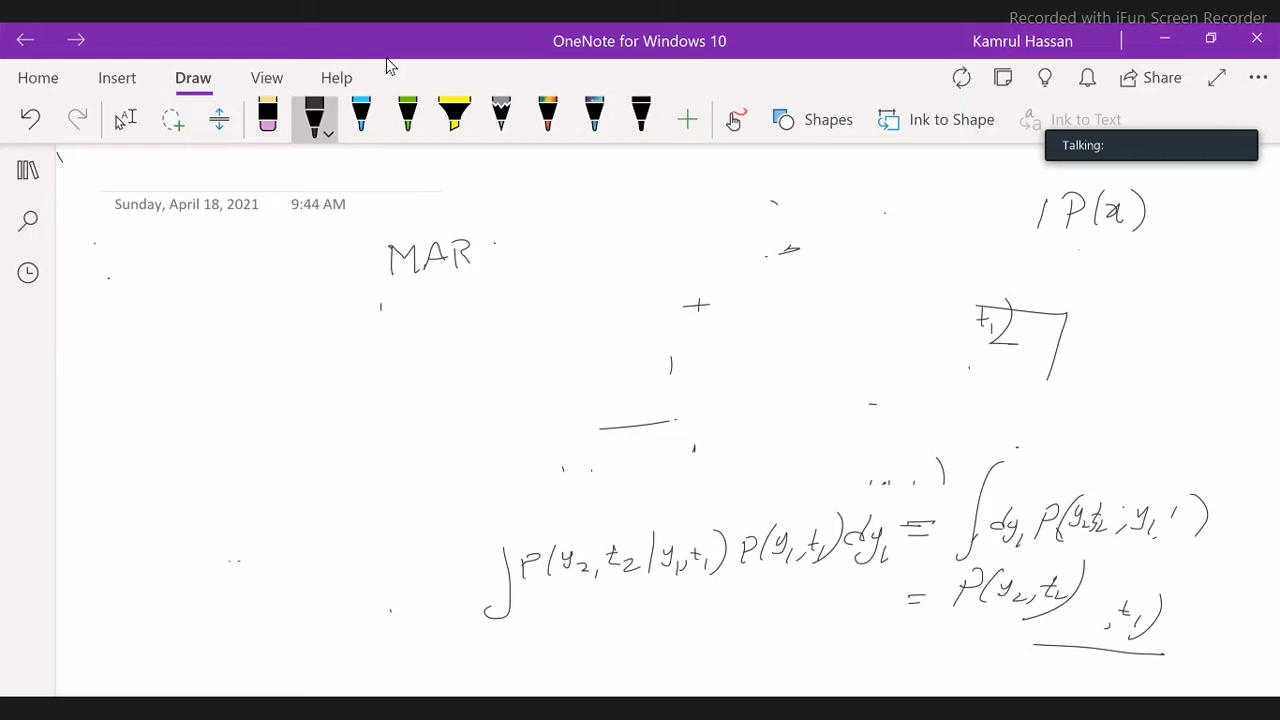 Recorded with iFun Screen Recorder
OneNote for Windows 10
Kamrul Hassan
Home Insert Draw View Help
Share
Shapes
Ink to Shape
Ink to Text
Talking:
Sunday, April 18, 2021 9:44 AM
P(x)
MAR
t₁)
∫ P(y₂, t₂ | y₁, t₁) P(y₁, t₁) dy₁ = ∫ dy₁ P(y₂ t₂ ; y₁ )
= P(y₂, t₂)
, t₁)